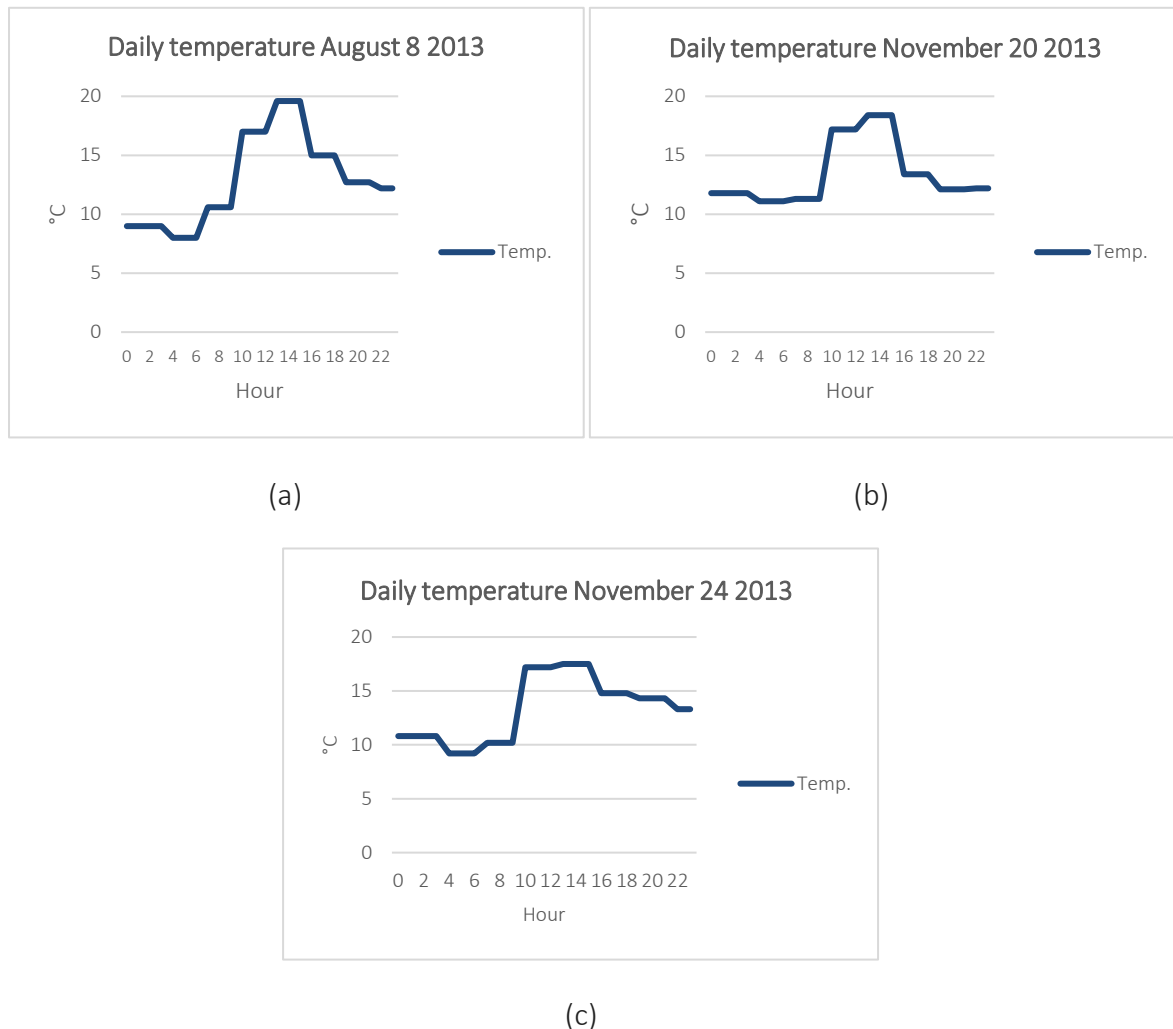 Daily temperature August 8 2013
20
15
10
5
0
°C
0 2 4 6 8 10 12 14 16 18 20 22
Hour
Temp.
(a)
Daily temperature November 20 2013
20
15
10
5
0
°C
0 2 4 6 8 10 12 14 16 18 20 22
Hour
Temp.
(b)
Daily temperature November 24 2013
20
15
10
5
0
°C
0 2 4 6 8 10 12 14 16 18 20 22
Hour
Temp.
(c)